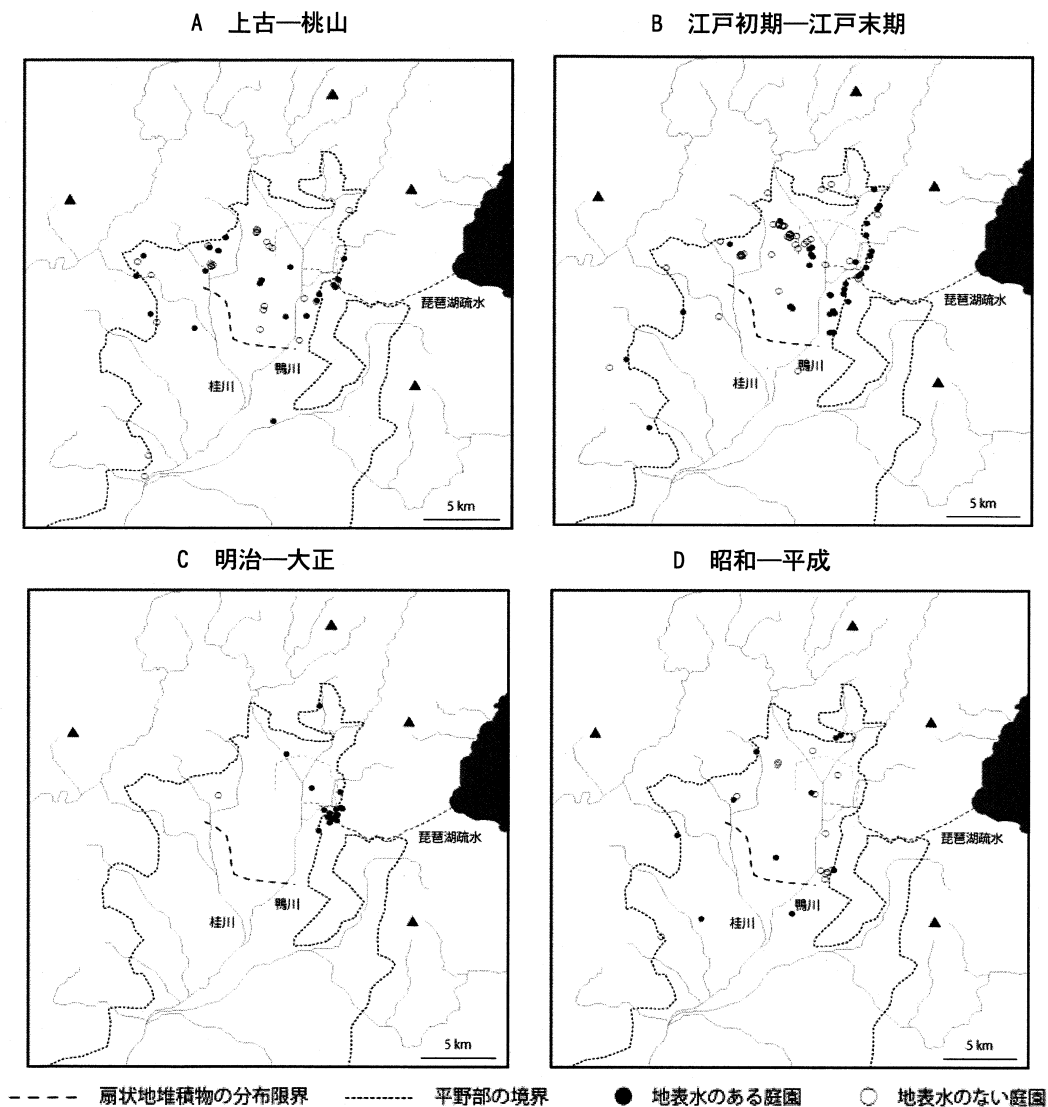 A 上古―桃山
B 江戸初期―江戸末期
琵琶湖疏水
桂川
鴨川
5 km
琵琶湖疏水
桂川
鴨川
5 km
C 明治―大正
D 昭和―平成
琵琶湖疏水
桂川
鴨川
5 km
琵琶湖疏水
桂川
鴨川
5 km
扇状地堆積物の分布限界 平野部の境界 地表水のある庭園 地表水のない庭園